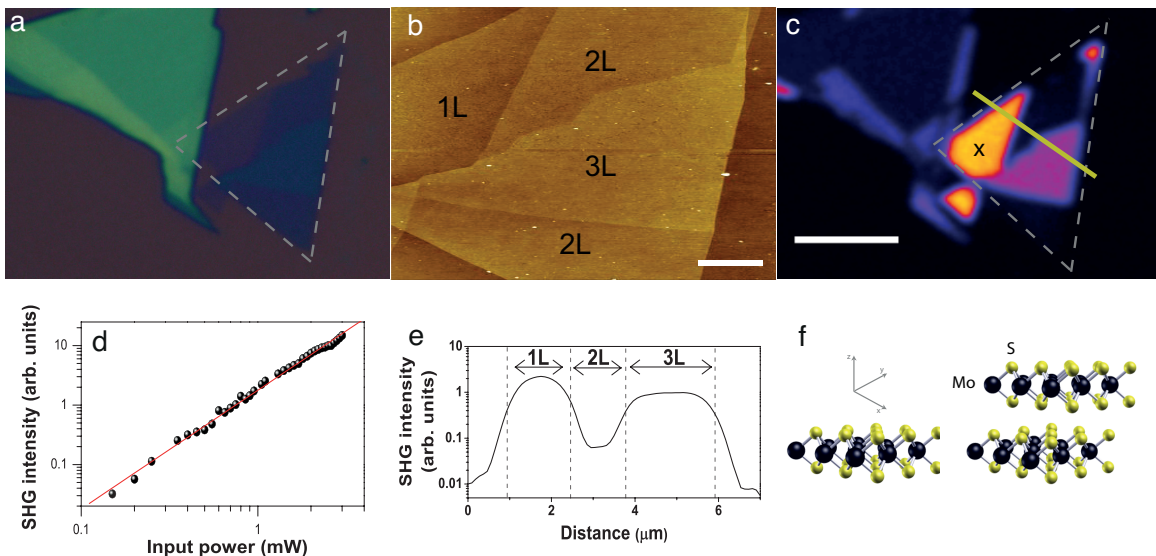 a
b
c
2L
1L
3L
2L
x
SHG intensity (arb. units)
10
1
0.1
d
0.1
1
Input power (mW)
e
SHG intensity
(arb. units)
10
1
0.1
0.01
1L
2L
3L
0
2
4
6
Distance (μm)
f
z
y
x
S
Mo